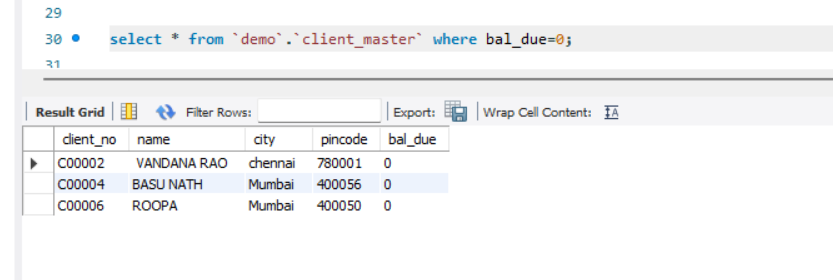 29
30 select * from `demo`.`client_master` where bal_due=0;
31
Result Grid Filter Rows: Export: Wrap Cell Content: IA
client_no name city pincode bal_due
C00002 VANDANA RAO chennai 780001 0
C00004 BASU NATH Mumbai 400056 0
C00006 ROOPA Mumbai 400050 0